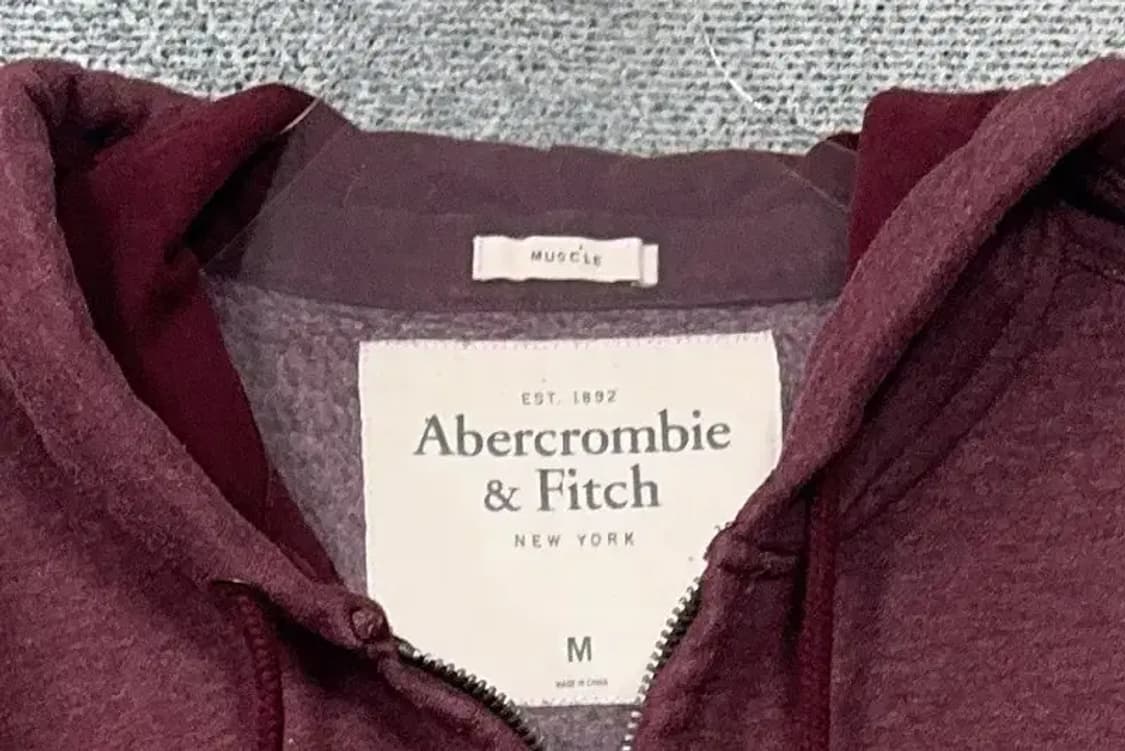 MUSCLE
EST. 1892
Abercrombie
& Fitch
NEW YORK
M
MADE IN CHINA